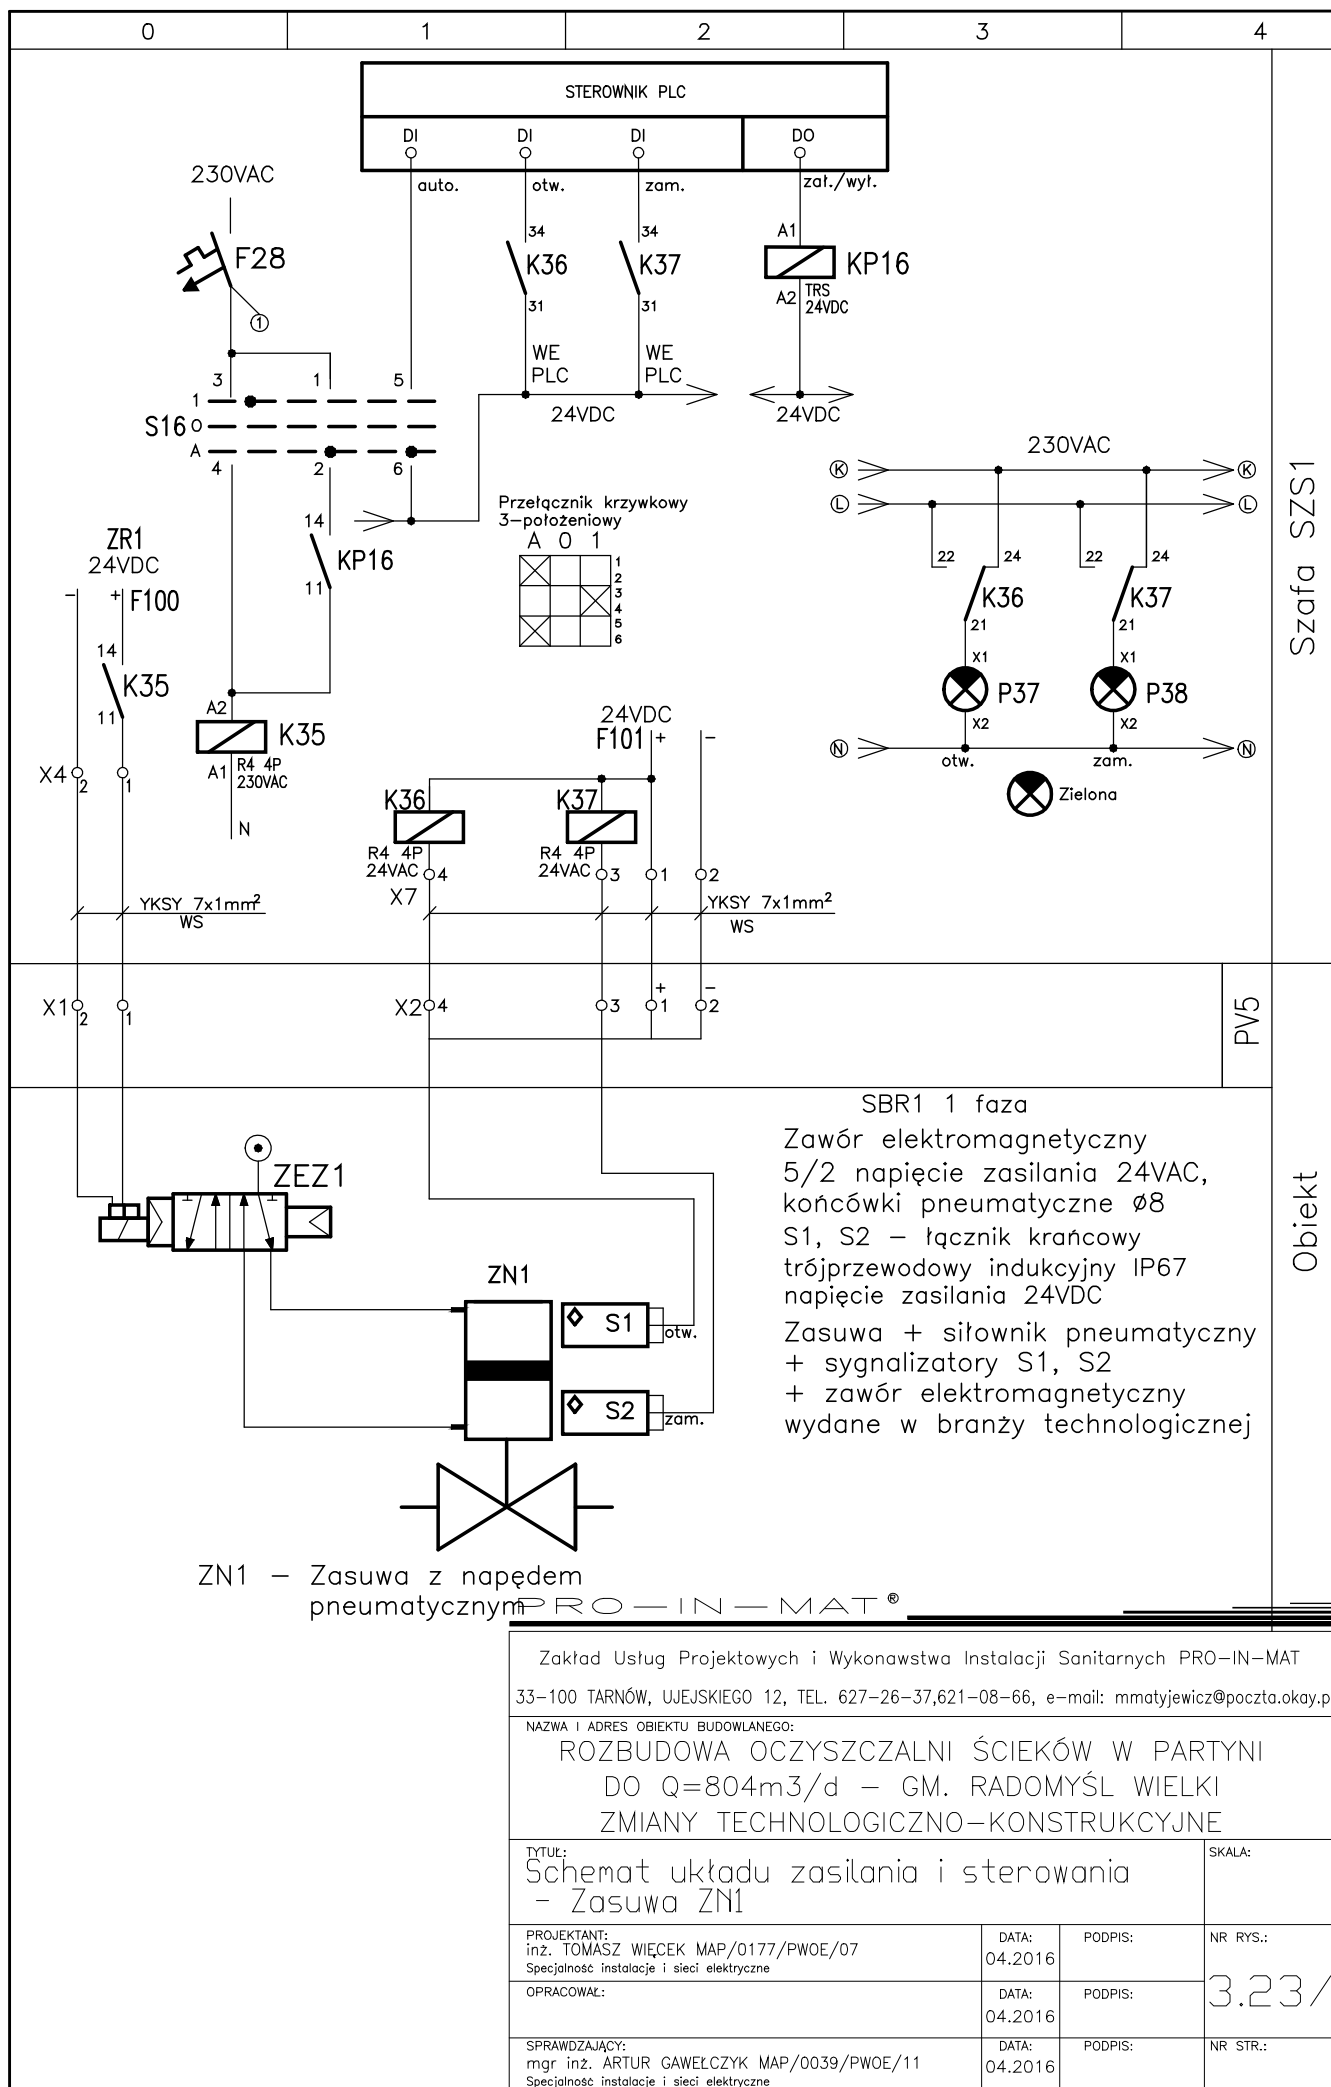 0 1 2 3 4
STEROWNIK PLC
DI DI DI DO
auto. otw. zam. zał./wył.
230VAC
F28
1
34 34
K36 K37
31 31
A1
KP16
A2 TRS
24VDC
WE WE
PLC PLC
24VDC 24VDC
3 1 5
1
S16 0
A
4 2 6
14
KP16
11
Przełącznik krzywkowy
3-położeniowy
A 0 1
1
2
3
4
5
6
230VAC
K K
L L
22 24 22 24
K36 K37
21 21
X1 X1
P37 P38
X2 X2
N N
otw. zam.
Zielona
Szafa SZS1
ZR1
24VDC
- + F100
14
K35
11
A2
K35
A1 R4 4P
230VAC
N
X4 2 1
24VDC
F101 + -
K36 K37
R4 4P R4 4P
24VAC 4 24VAC 3 1 2
X7
YKSY 7x1mm² YKSY 7x1mm²
WS WS
+ -
X1 2 1 X2 4 3 1 2
PV5
SBR1 1 faza
Zawór elektromagnetyczny
5/2 napięcie zasilania 24VAC,
końcówki pneumatyczne ø8
S1, S2 - łącznik krańcowy
trójprzewodowy indukcyjny IP67
napięcie zasilania 24VDC
Zasuwa + siłownik pneumatyczny
+ sygnalizatory S1, S2
+ zawór elektromagnetyczny
wydane w branży technologicznej
Obiekt
ZEZ1
ZN1
S1
otw.
S2
zam.
ZN1 - Zasuwa z napędem
pneumatycznym
PRO-IN-MAT ®
Zakład Usług Projektowych i Wykonawstwa Instalacji Sanitarnych PRO-IN-MAT
33-100 TARNÓW, UJEJSKIEGO 12, TEL. 627-26-37,621-08-66, e-mail: mmatyjewicz@poczta.okay.p
NAZWA I ADRES OBIEKTU BUDOWLANEGO:
ROZBUDOWA OCZYSZCZALNI ŚCIEKÓW W PARTYNI
DO Q=804m3/d - GM. RADOMYŚL WIELKI
ZMIANY TECHNOLOGICZNO-KONSTRUKCYJNE
TYTUŁ:
Schemat układu zasilania i sterowania
- Zasuwa ZN1
SKALA:
PROJEKTANT:
inż. TOMASZ WIĘCEK MAP/0177/PWOE/07
Specjalność instalacje i sieci elektryczne
DATA:
04.2016
PODPIS:
NR RYS.:
3.23/
OPRACOWAŁ:
DATA:
04.2016
PODPIS:
SPRAWDZAJĄCY:
mgr inż. ARTUR GAWEŁCZYK MAP/0039/PWOE/11
Specjalność instalacje i sieci elektryczne
DATA:
04.2016
PODPIS:
NR STR.: